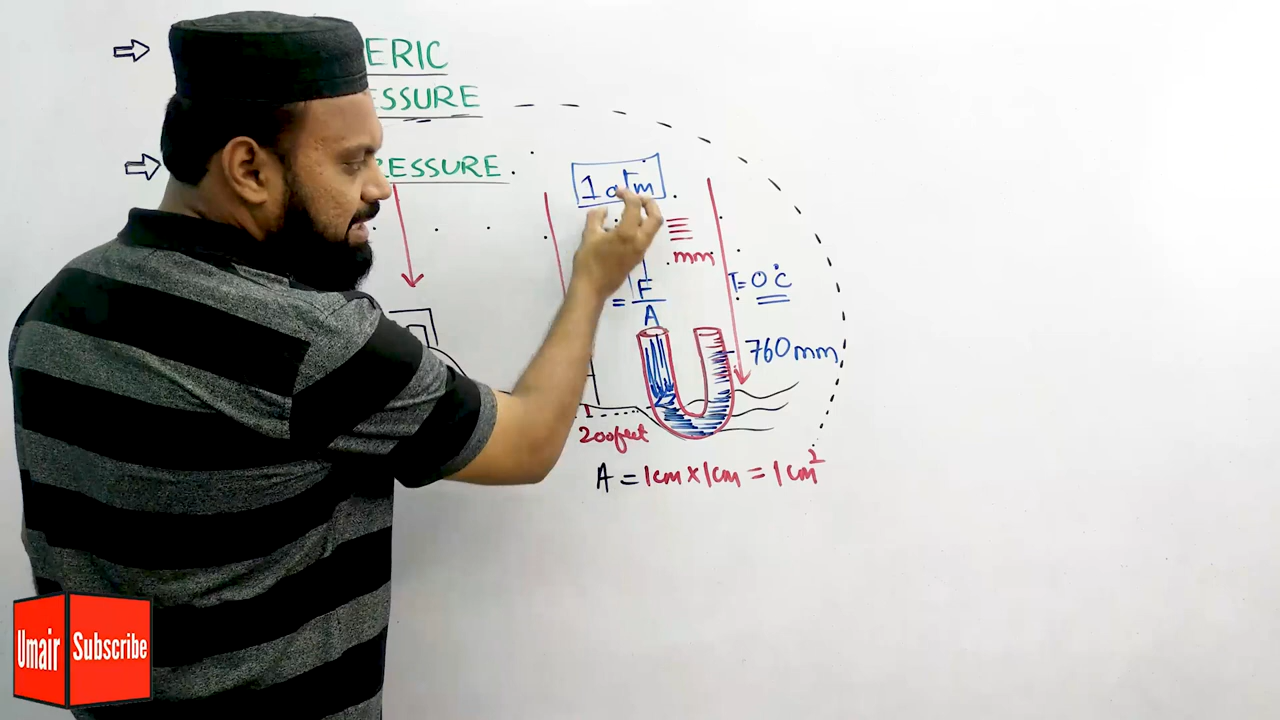 ERIC
ESSURE
RESSURE
1 atm
mm
= F/A
T=0°C
760mm
200feet
A = 1cm x 1cm = 1cm²
Umair Subscribe